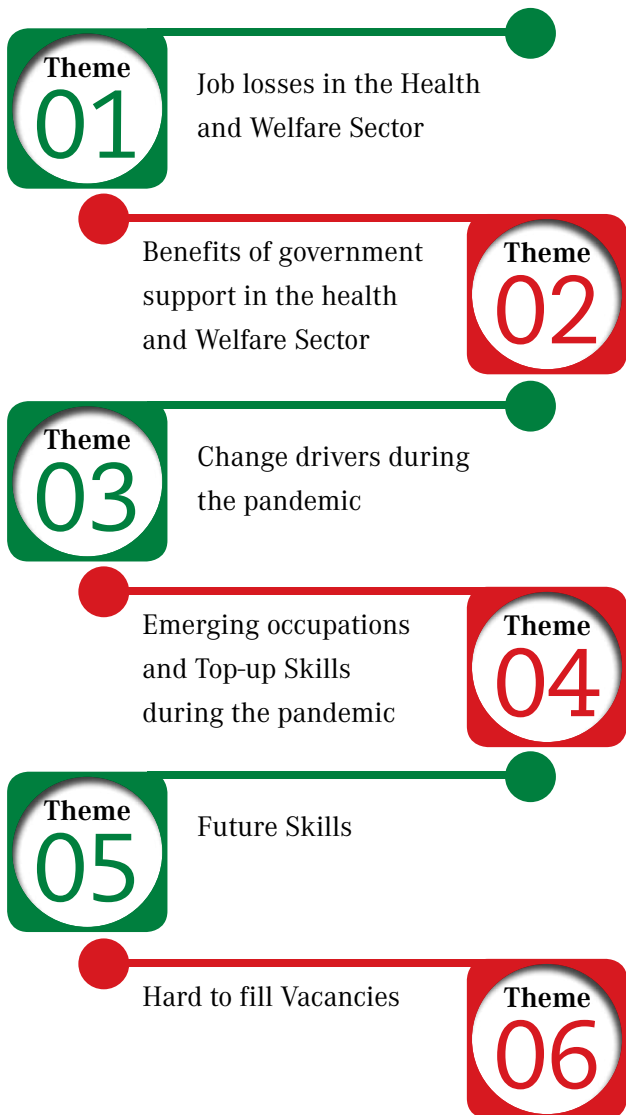 Theme
01
Job losses in the Health
and Welfare Sector
Benefits of government
support in the health
and Welfare Sector
Theme
02
Theme
03
Change drivers during
the pandemic
Emerging occupations
and Top-up Skills
during the pandemic
Theme
04
Theme
05
Future Skills
Hard to fill Vacancies
Theme
06